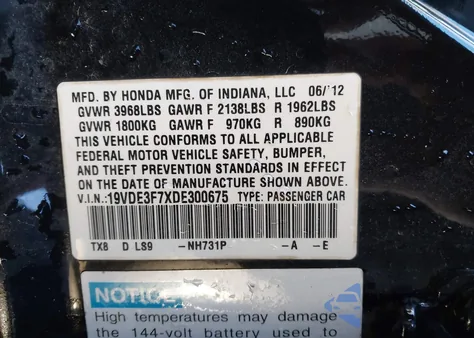 MFD. BY HONDA MFG. OF INDIANA, LLC 06/'12
GVWR 3968LBS GAWR F 2138LBS R 1962LBS
GVWR 1800KG GAWR F 970KG R 890KG
THIS VEHICLE CONFORMS TO ALL APPLICABLE
FEDERAL MOTOR VEHICLE SAFETY, BUMPER,
AND THEFT PREVENTION STANDARDS IN EFFECT
ON THE DATE OF MANUFACTURE SHOWN ABOVE.
V.I.N.:19VDE3F7XDE300675 TYPE: PASSENGER CAR
TX8 D LS9 -NH731P -A -E
NOTICE
High temperatures may damage
the 144-volt battery used to